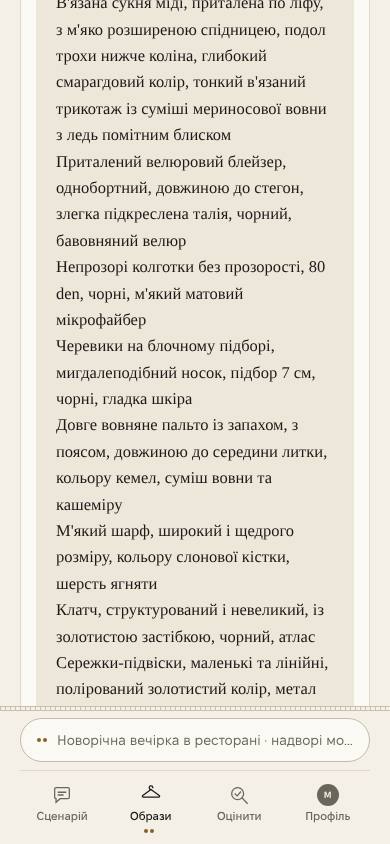 В'язана сукня міді, приталена по ліфу,
з м'яко розширеною спідницею, подол
трохи нижче коліна, глибокий
смарагдовий колір, тонкий в'язаний
трикотаж із суміші мериносової вовни
з ледь помітним блиском
Приталений велюровий блейзер,
однобортний, довжиною до стегон,
злегка підкреслена талія, чорний,
бавовняний велюр
Непрозорі колготки без прозорості, 80
den, чорні, м'який матовий
мікрофайбер
Черевики на блочному підборі,
мигдалеподібний носок, підбор 7 см,
чорні, гладка шкіра
Довге вовняне пальто із запахом, з
поясом, довжиною до середини литки,
кольору кемел, суміш вовни та
кашеміру
М'який шарф, широкий і щедрого
розміру, кольору слонової кістки,
шерсть ягняти
Клатч, структурований і невеликий, із
золотистою застібкою, чорний, атлас
Сережки-підвіски, маленькі та лінійні,
полірований золотистий колір, метал
Новорічна вечірка в ресторані · надворі мо...
Сценарій
Образи
Оцінити
М
Профіль